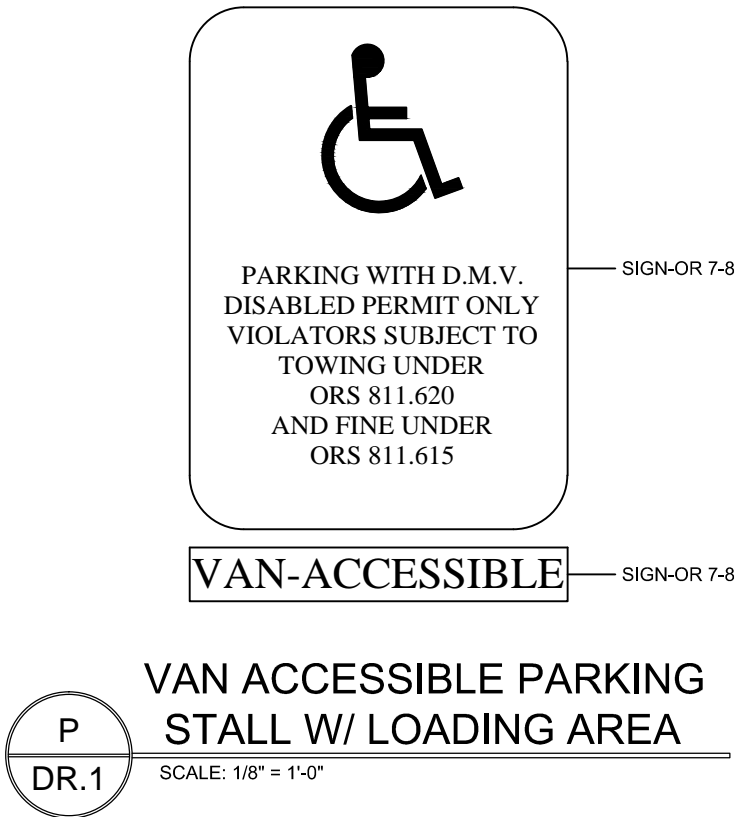 PARKING WITH D.M.V.
DISABLED PERMIT ONLY
VIOLATORS SUBJECT TO
TOWING UNDER
ORS 811.620
AND FINE UNDER
ORS 811.615
SIGN-OR 7-8
VAN-ACCESSIBLE
SIGN-OR 7-8
VAN ACCESSIBLE PARKING
STALL W/ LOADING AREA
P
DR.1
SCALE: 1/8" = 1'-0"